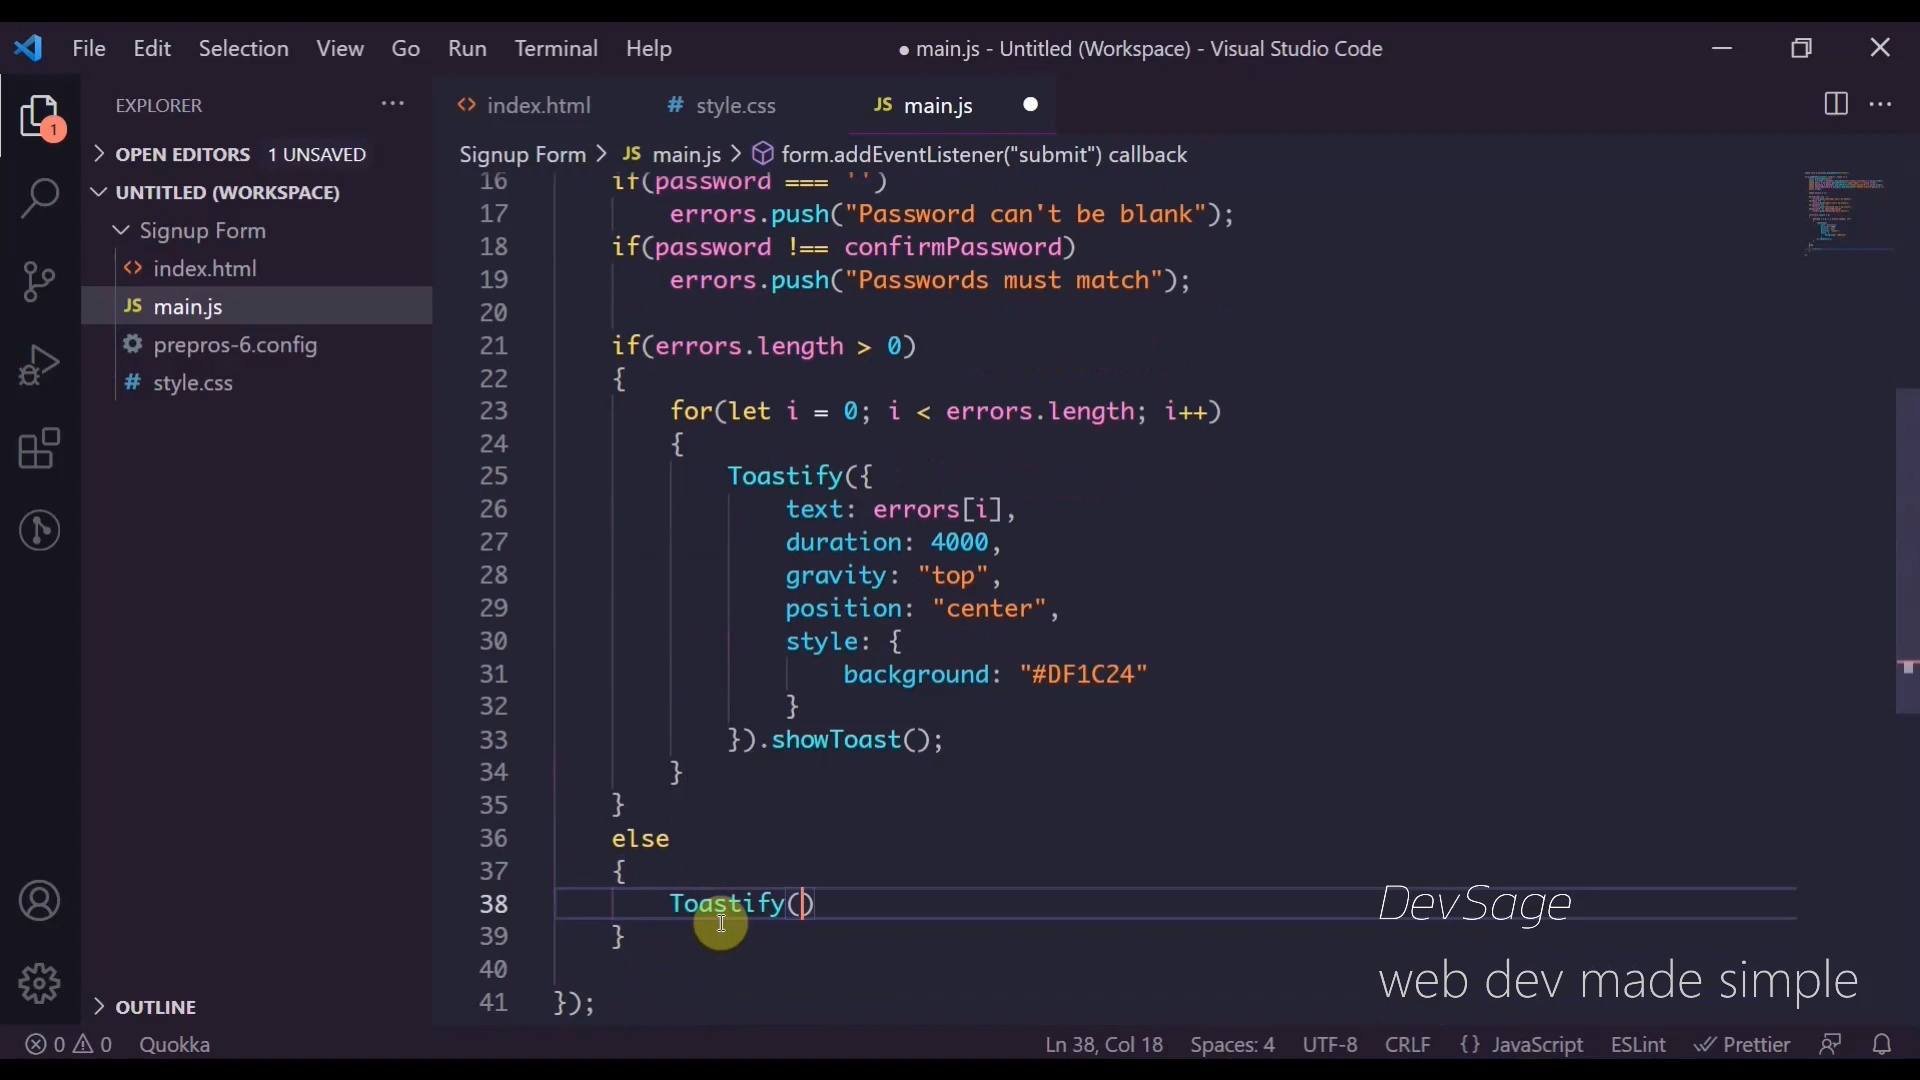 File Edit Selection View Go Run Terminal Help
● main.js - Untitled (Workspace) - Visual Studio Code
EXPLORER ···
1
OPEN EDITORS 1 UNSAVED
UNTITLED (WORKSPACE)
Signup Form
<> index.html
JS main.js
prepros-6.config
# style.css
OUTLINE
<> index.html # style.css JS main.js ●
Signup Form > JS main.js > form.addEventListener("submit") callback
16 if(password === '')
17 errors.push("Password can't be blank");
18 if(password !== confirmPassword)
19 errors.push("Passwords must match");
20
21 if(errors.length > 0)
22 {
23 for(let i = 0; i < errors.length; i++)
24 {
25 Toastify({
26 text: errors[i],
27 duration: 4000,
28 gravity: "top",
29 position: "center",
30 style: {
31 background: "#DF1C24"
32 }
33 }).showToast();
34 }
35 }
36 else
37 {
38 Toastify()
39 }
40
41 });
DevSage
web dev made simple
0 0 Quokka
Ln 38, Col 18 Spaces: 4 UTF-8 CRLF {} JavaScript ESLint Prettier